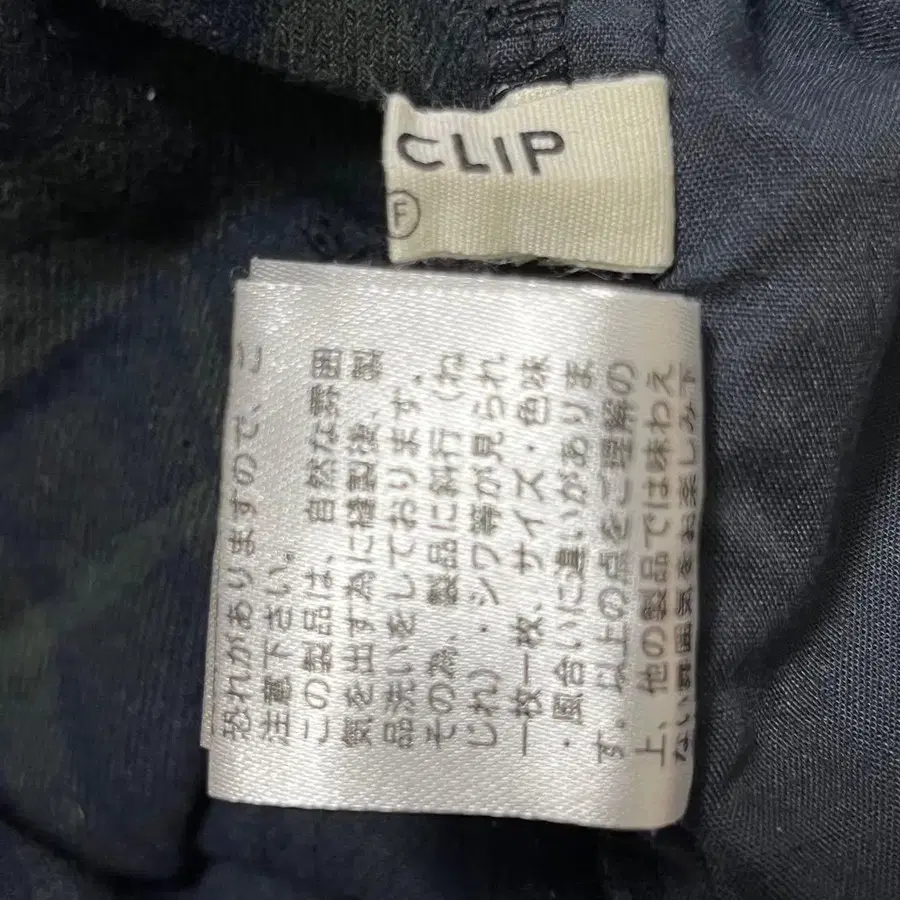 CLIP
F
恐れがありますので、ご
注意下さい。
この製品は、自然な雰囲
気を出す為に縫製後、製
品洗いをしております。
その為、製品に斜行(ね
じれ)・シワ等が見られ
一枚一枚、サイズ・色味
・風合いに違いがありま
す。以上の点をご理解の
上、他の製品では味わえ
ない雰囲気をお楽しみ下